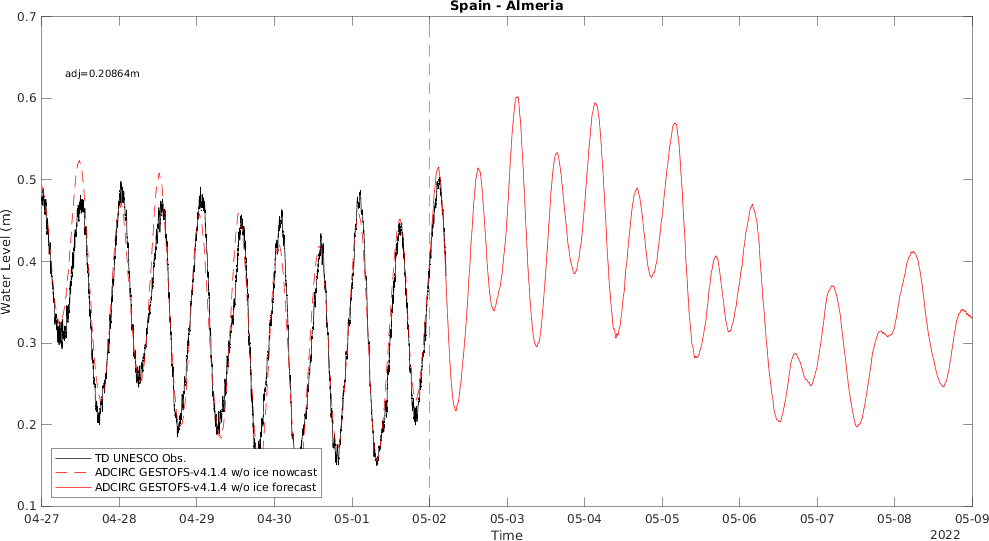 Spain - Almeria
0.7
adj=0.20864m
0.6
0.5
0.4
0.3
0.2
0.1
Water Level (m)
TD UNESCO Obs.
ADCIRC GESTOFS-v4.1.4 w/o ice nowcast
ADCIRC GESTOFS-v4.1.4 w/o ice forecast
04-27 04-28 04-29 04-30 05-01 05-02 05-03 05-04 05-05 05-06 05-07 05-08 05-09
Time
2022